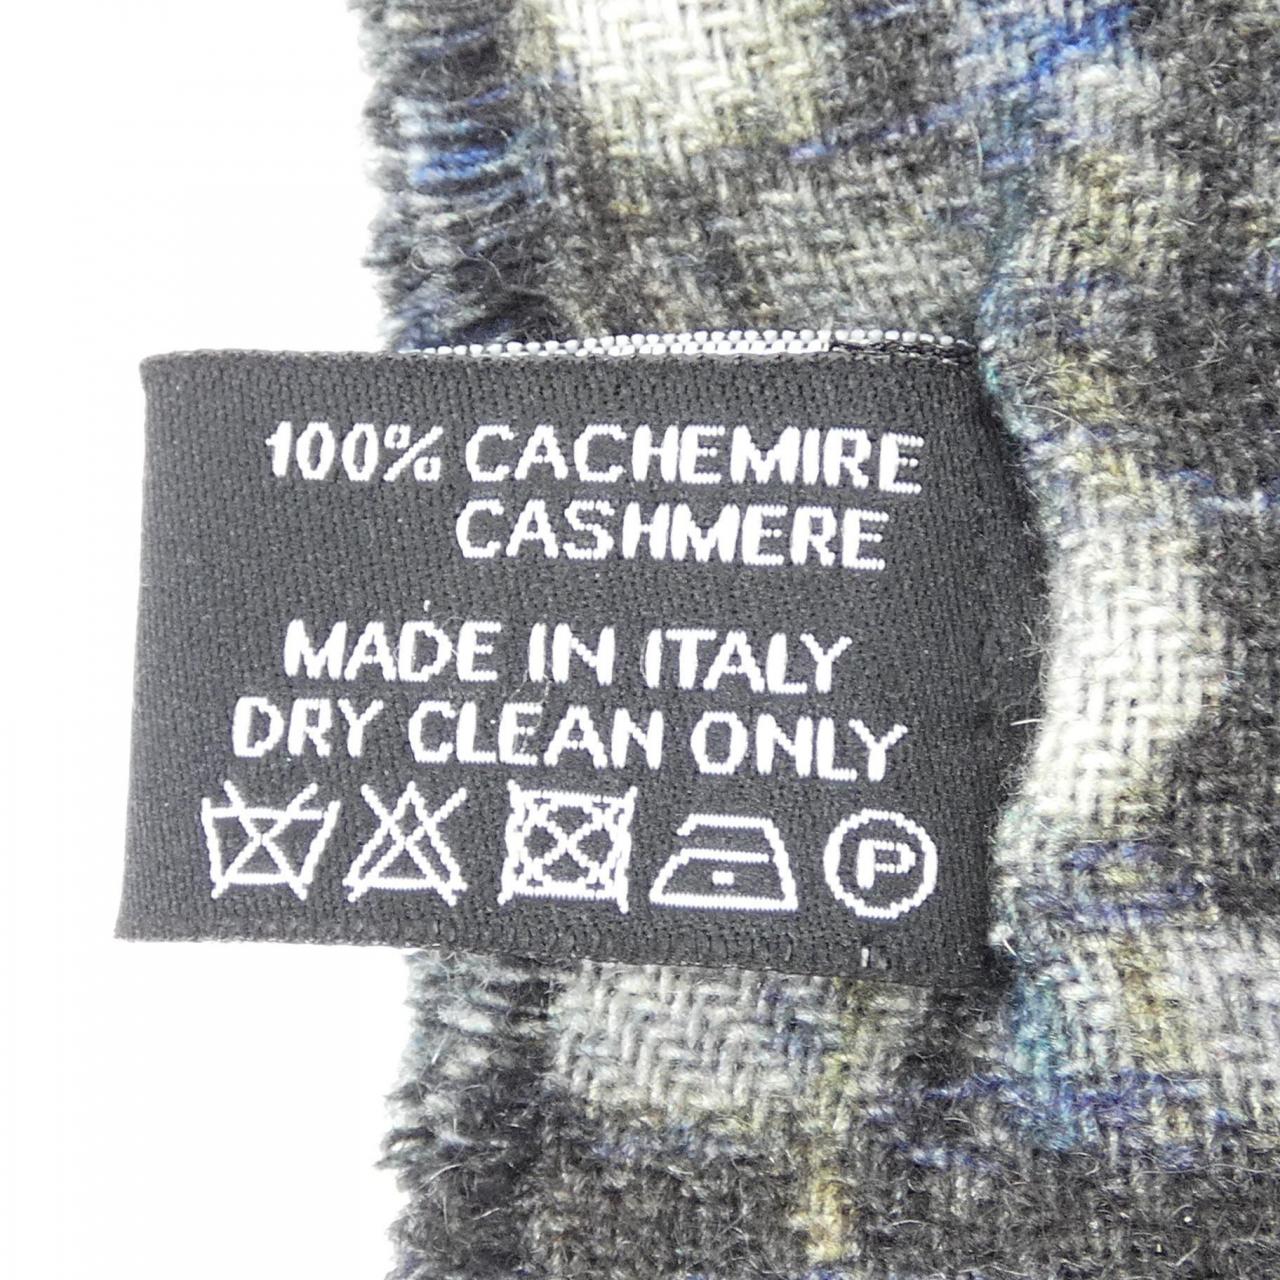 100% CACHEMIRE
CASHMERE
MADE IN ITALY
DRY CLEAN ONLY
P